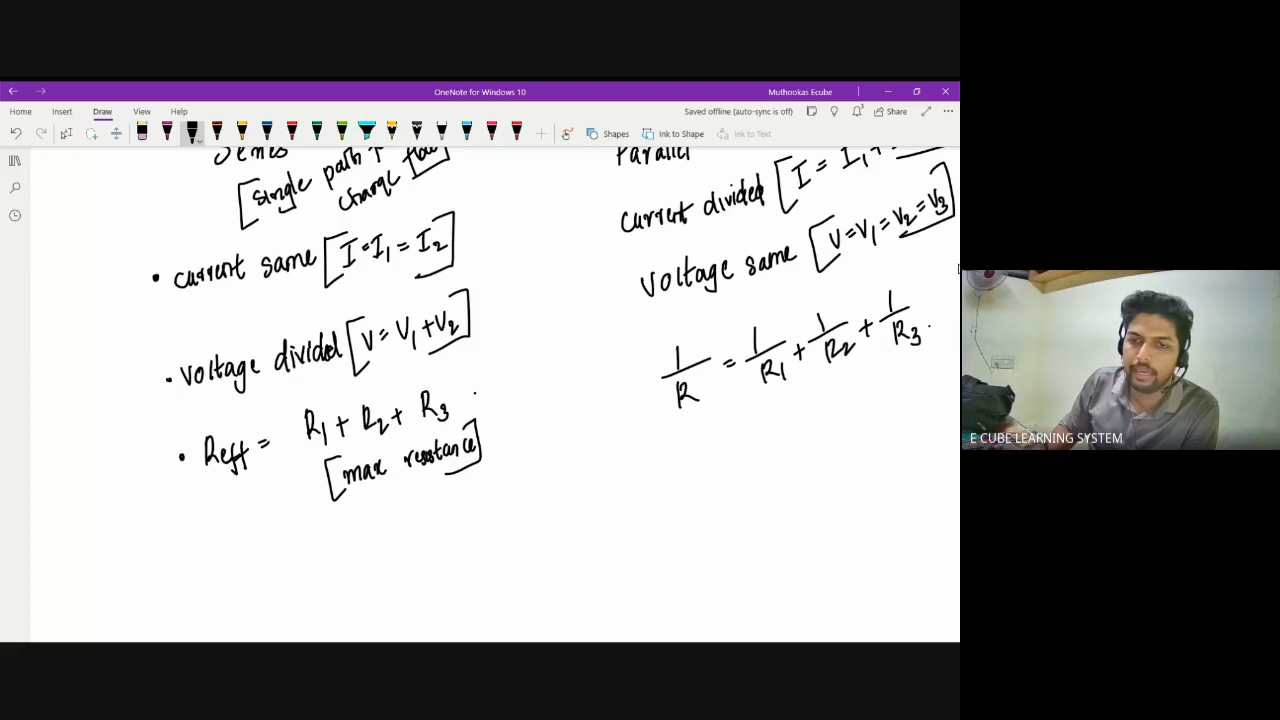 OneNote for Windows 10
Muthookas Ecube
Home Insert Draw View Help
Saved offline (auto-sync is off)
Share
Shapes
Ink to Shape
Ink to Text
Series
[single path +
charge flow]
• current same [I = I₁ = I₂]
• voltage divided [V = V₁ + V₂]
• Reff = R₁ + R₂ + R₃
[max resstance]
Parallel
current divided [I = I₁ +
voltage same [V = V₁ = V₂ = V₃]
1/R = 1/R₁ + 1/R₂ + 1/R₃.
E CUBE LEARNING SYSTEM